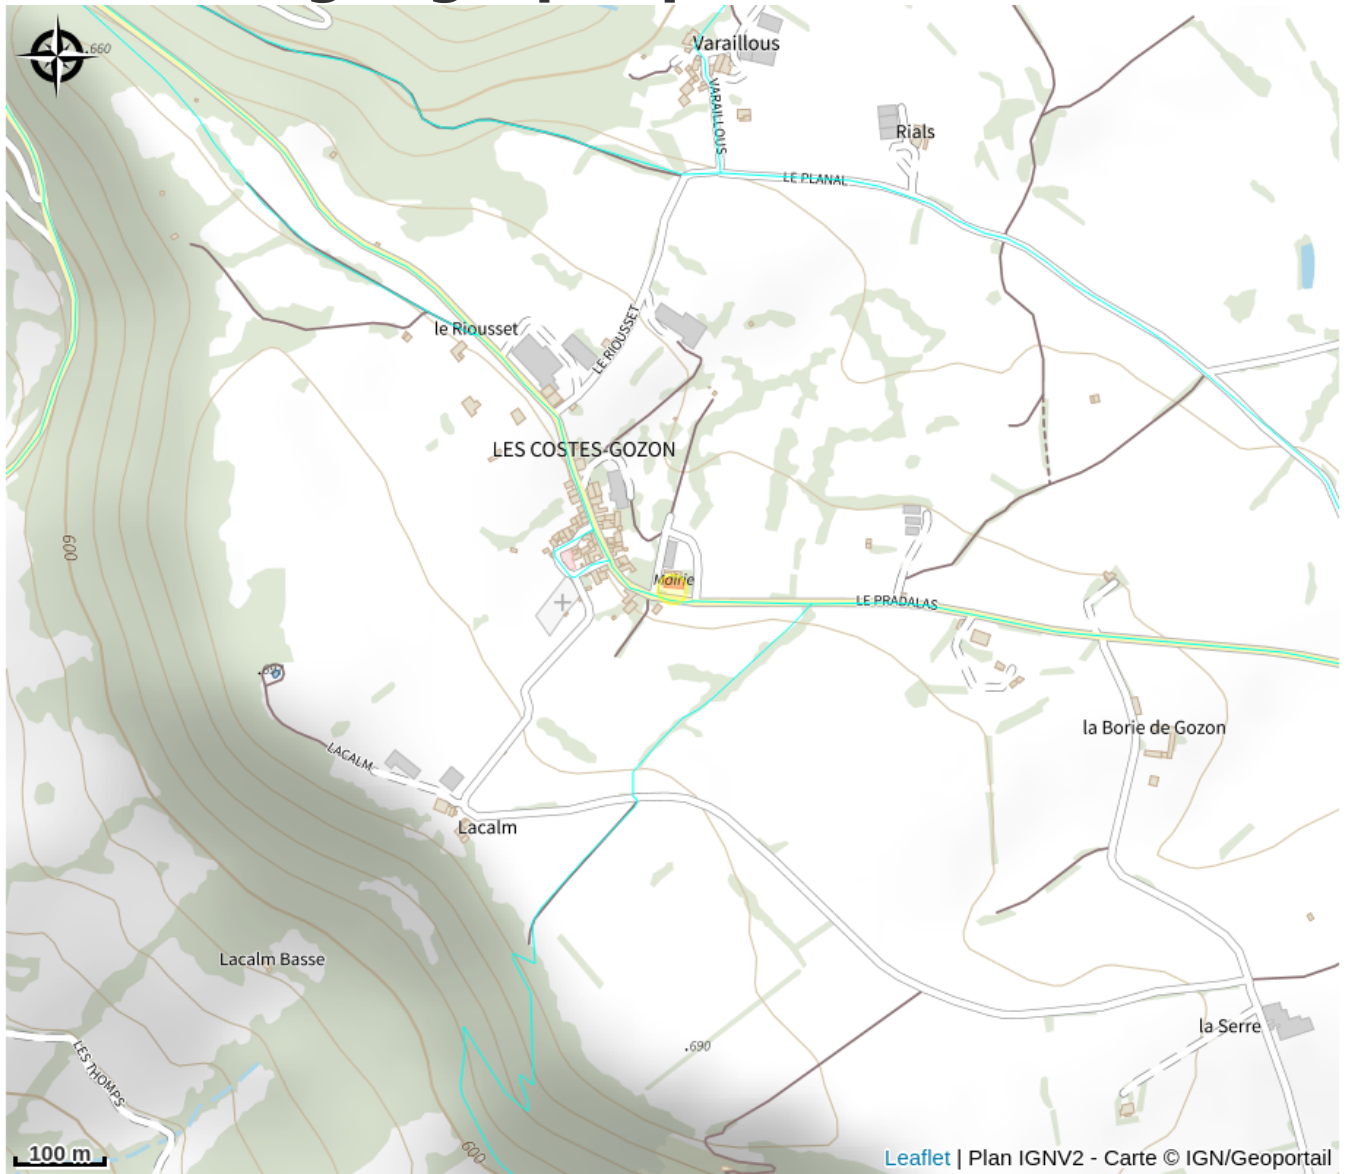 .660
Varaillous
VARAILLOUS
Rials
LE PLANAL
le Riousset
LE RIOUSSET
LES COSTES-GOZON
600
Mairie
LE PRADALAS
la Borie de Gozon
LACALM
Lacalm
Lacalm Basse
la Serre
.690
LES THOMPS
600
100 m
Leaflet | Plan IGNV2 - Carte © IGN/Geoportail